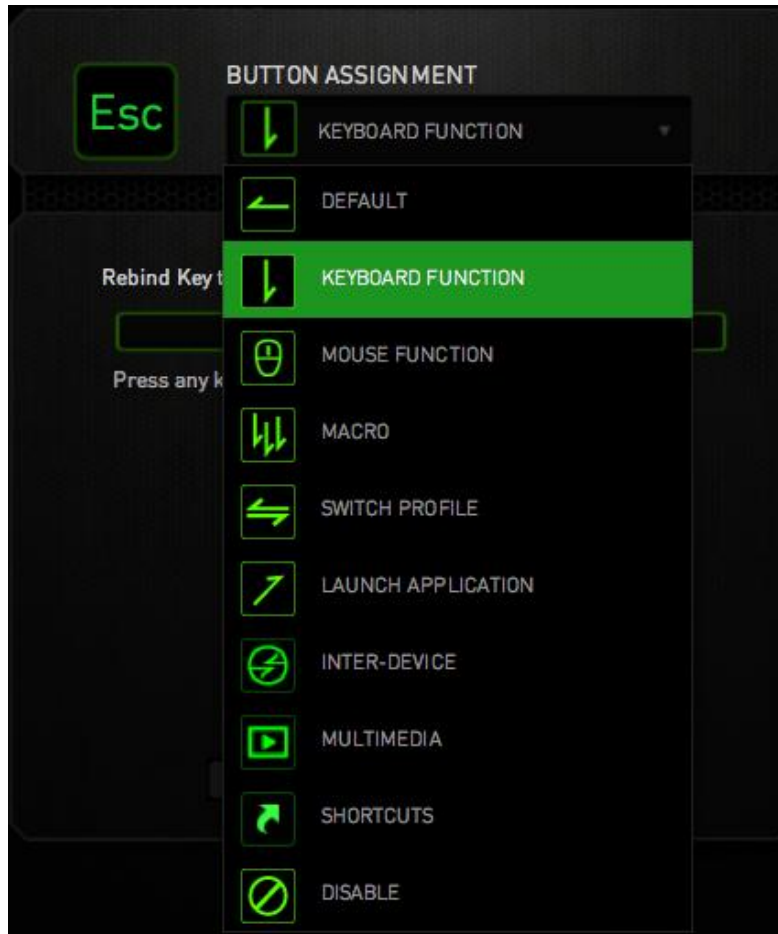 BUTTON ASSIGNMENT
Esc
KEYBOARD FUNCTION
DEFAULT
Rebind Key
KEYBOARD FUNCTION
MOUSE FUNCTION
Press any
MACRO
SWITCH PROFILE
LAUNCH APPLICATION
INTER-DEVICE
MULTIMEDIA
SHORTCUTS
DISABLE